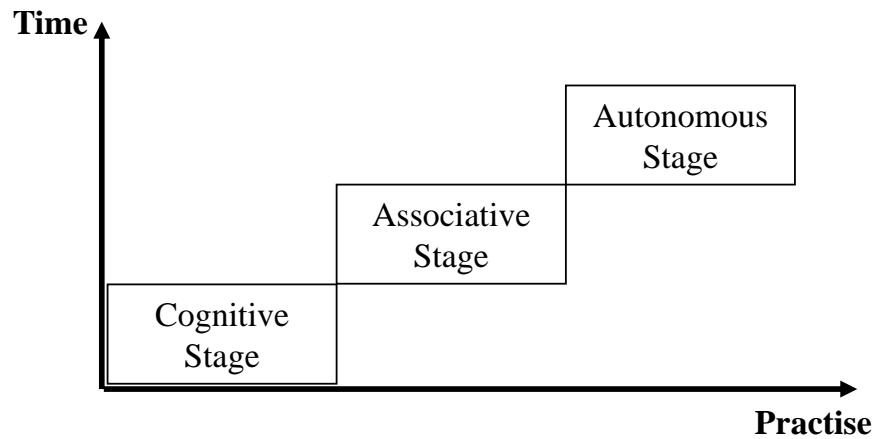 Time
Autonomous
Stage
Associative
Stage
Cognitive
Stage
Practise